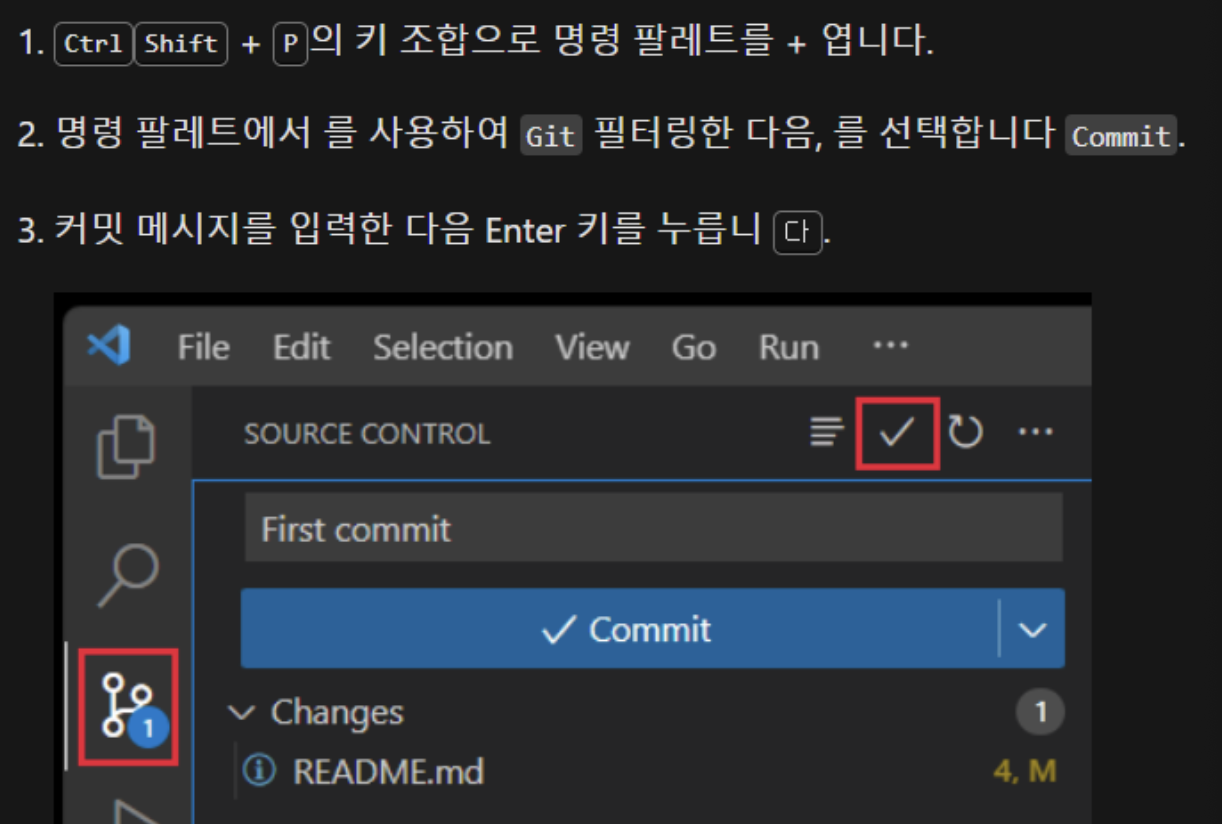 1. Ctrl Shift + P의 키 조합으로 명령 팔레트를 + 엽니다.
2. 명령 팔레트에서 를 사용하여 Git 필터링한 다음, 를 선택합니다 Commit.
3. 커밋 메시지를 입력한 다음 Enter 키를 누릅니 다.
File Edit Selection View Go Run ...
SOURCE CONTROL
First commit
Commit
1
Changes 1
README.md 4, M